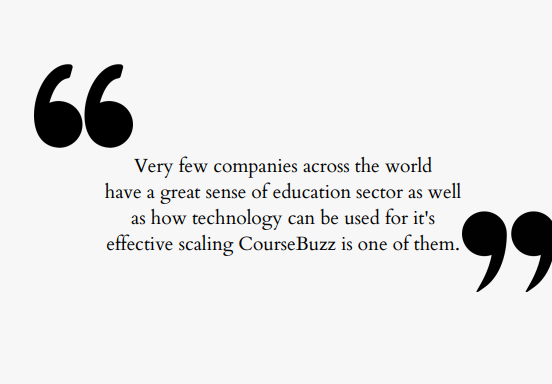 Very few companies across the world
have a great sense of education sector as well
as how technology can be used for it's
effective scaling CourseBuzz is one of them.